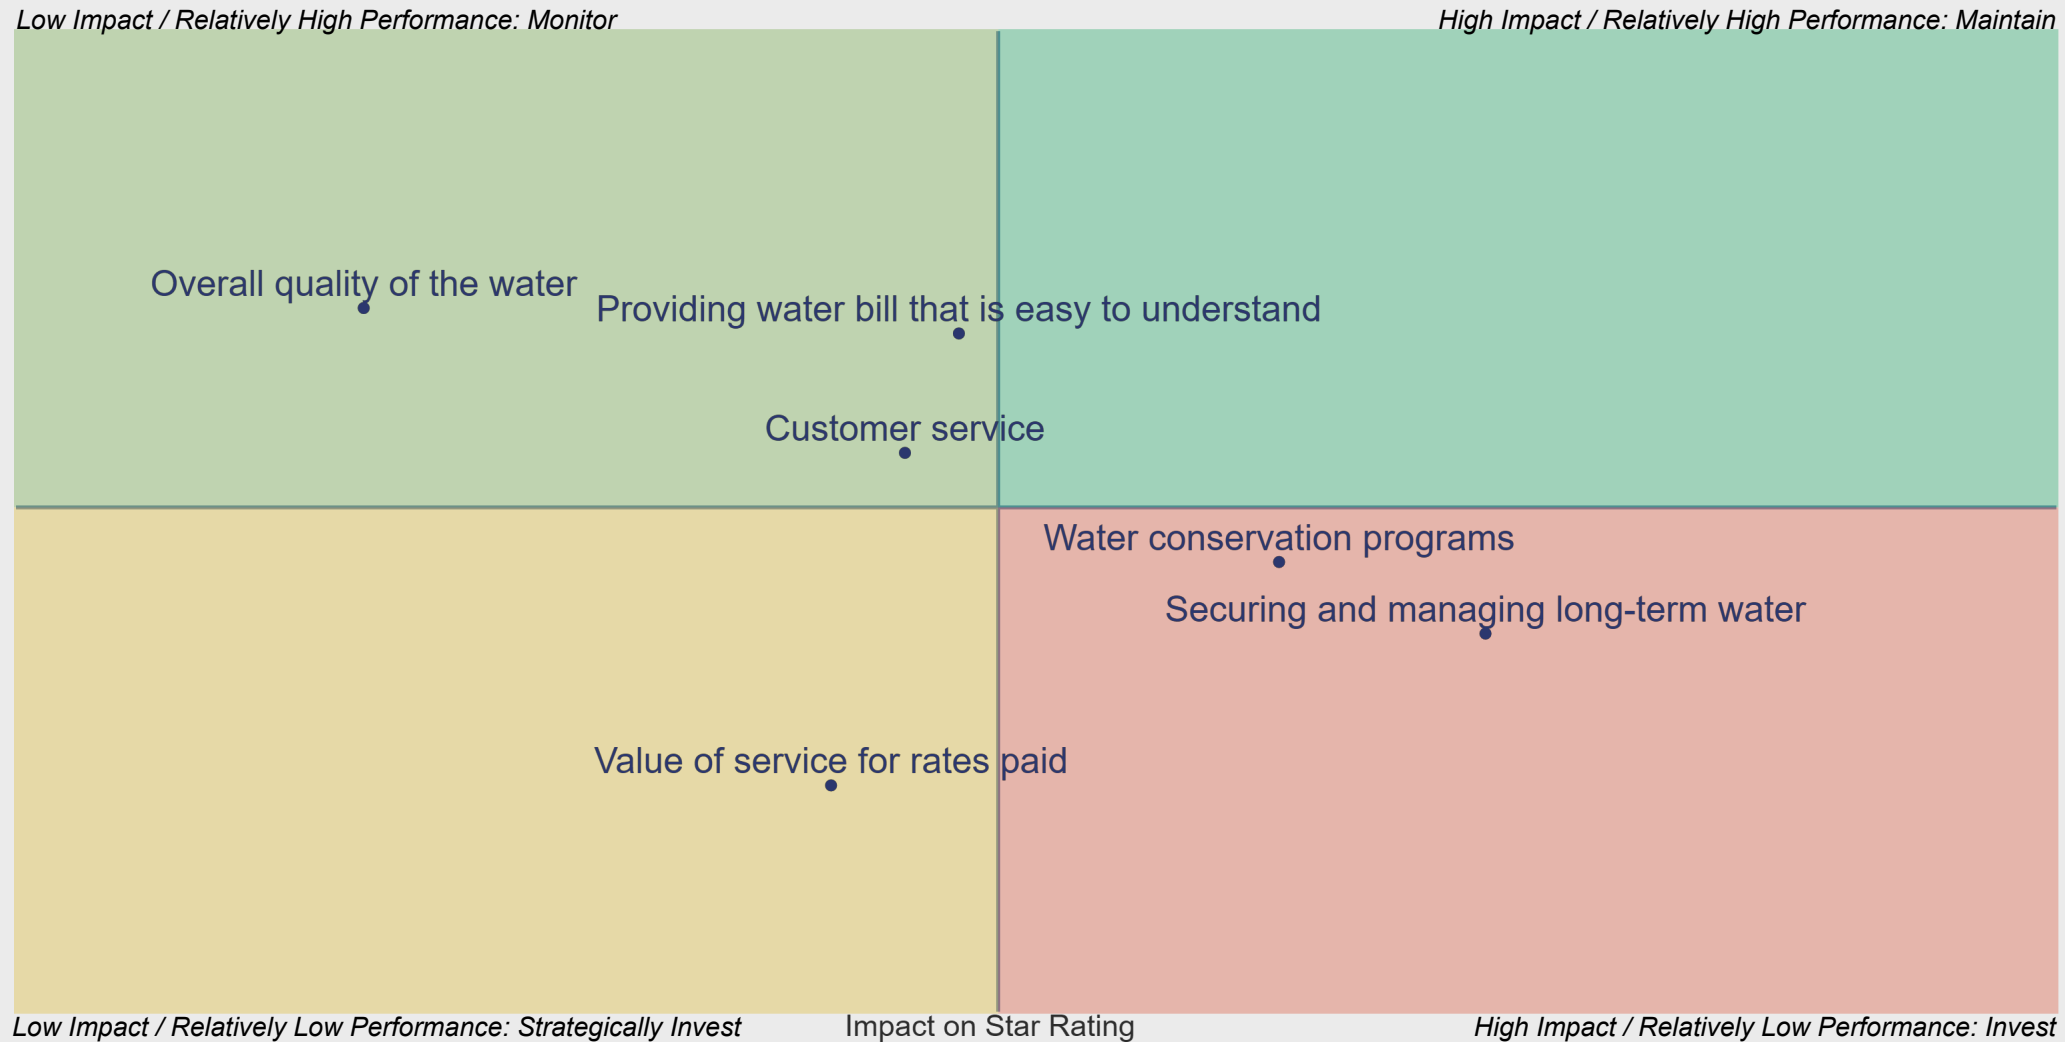 Low Impact / Relatively High Performance: Monitor
High Impact / Relatively High Performance: Maintain
Overall quality of the water
Providing water bill that is easy to understand
Customer service
Water conservation programs
Securing and managing long-term water
Value of service for rates paid
Low Impact / Relatively Low Performance: Strategically Invest
Impact on Star Rating
High Impact / Relatively Low Performance: Invest